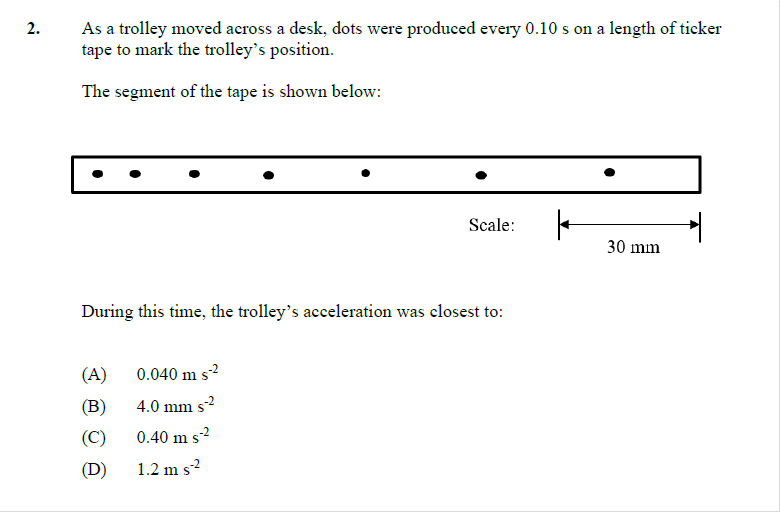 2. As a trolley moved across a desk, dots were produced every 0.10 s on a length of ticker
tape to mark the trolley's position.
The segment of the tape is shown below:
Scale:
30 mm
During this time, the trolley's acceleration was closest to:
(A) 0.040 m s⁻²
(B) 4.0 mm s⁻²
(C) 0.40 m s⁻²
(D) 1.2 m s⁻²